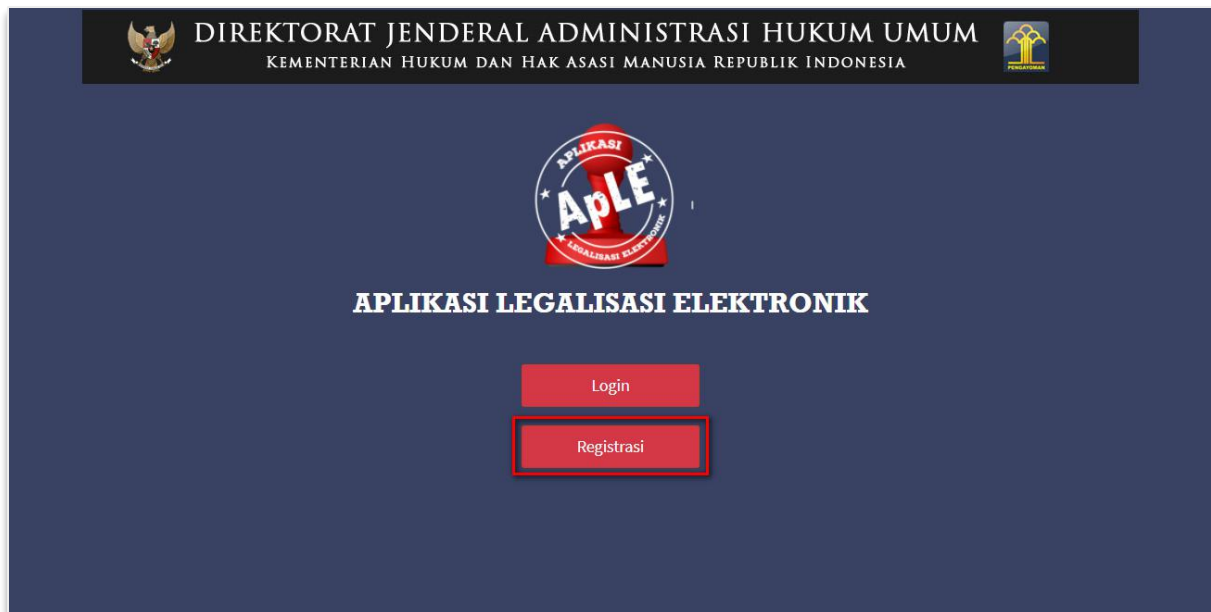 DIREKTORAT JENDERAL ADMINISTRASI HUKUM UMUM
KEMENTERIAN HUKUM DAN HAK ASASI MANUSIA REPUBLIK INDONESIA
PENGAYOMAN
APLIKASI
ApLE
LEGALISASI ELEKTRONIK
APLIKASI LEGALISASI ELEKTRONIK
Login
Registrasi